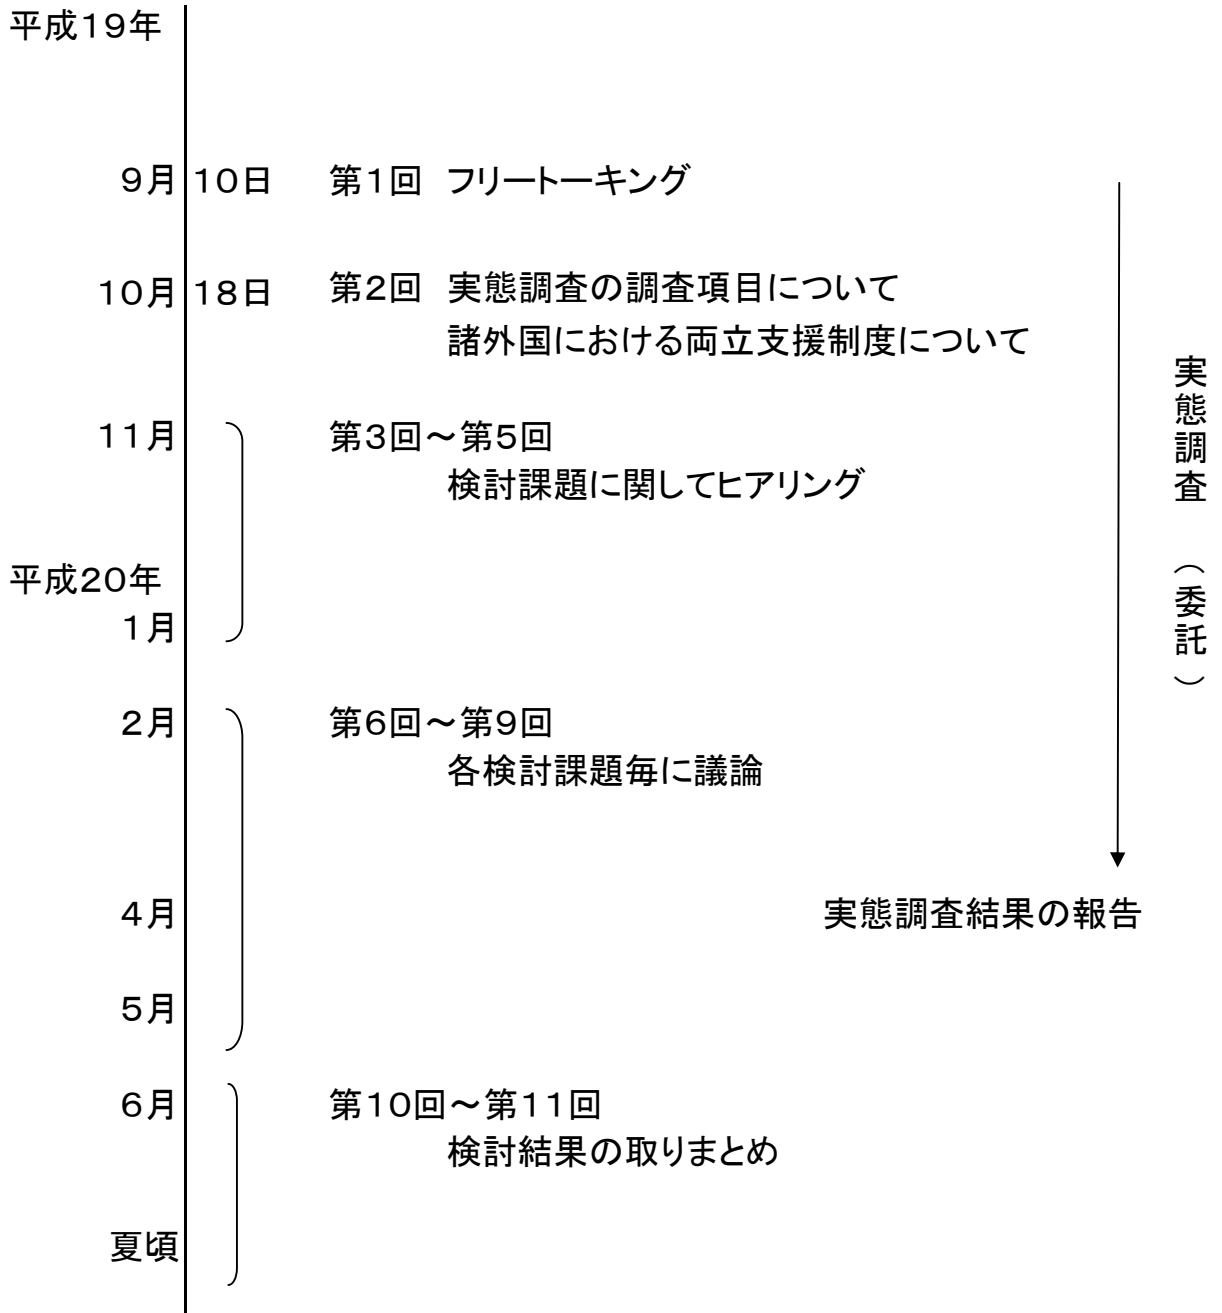 平成19年
9月 10日 第1回 フリートーキング
10月 18日 第2回 実態調査の調査項目について
諸外国における両立支援制度について
11月 第3回～第5回
検討課題に関してヒアリング
平成20年
1月
2月 第6回～第9回
各検討課題毎に議論
4月 実態調査結果の報告
5月
6月 第10回～第11回
検討結果の取りまとめ
夏頃
実態調査 （委託）